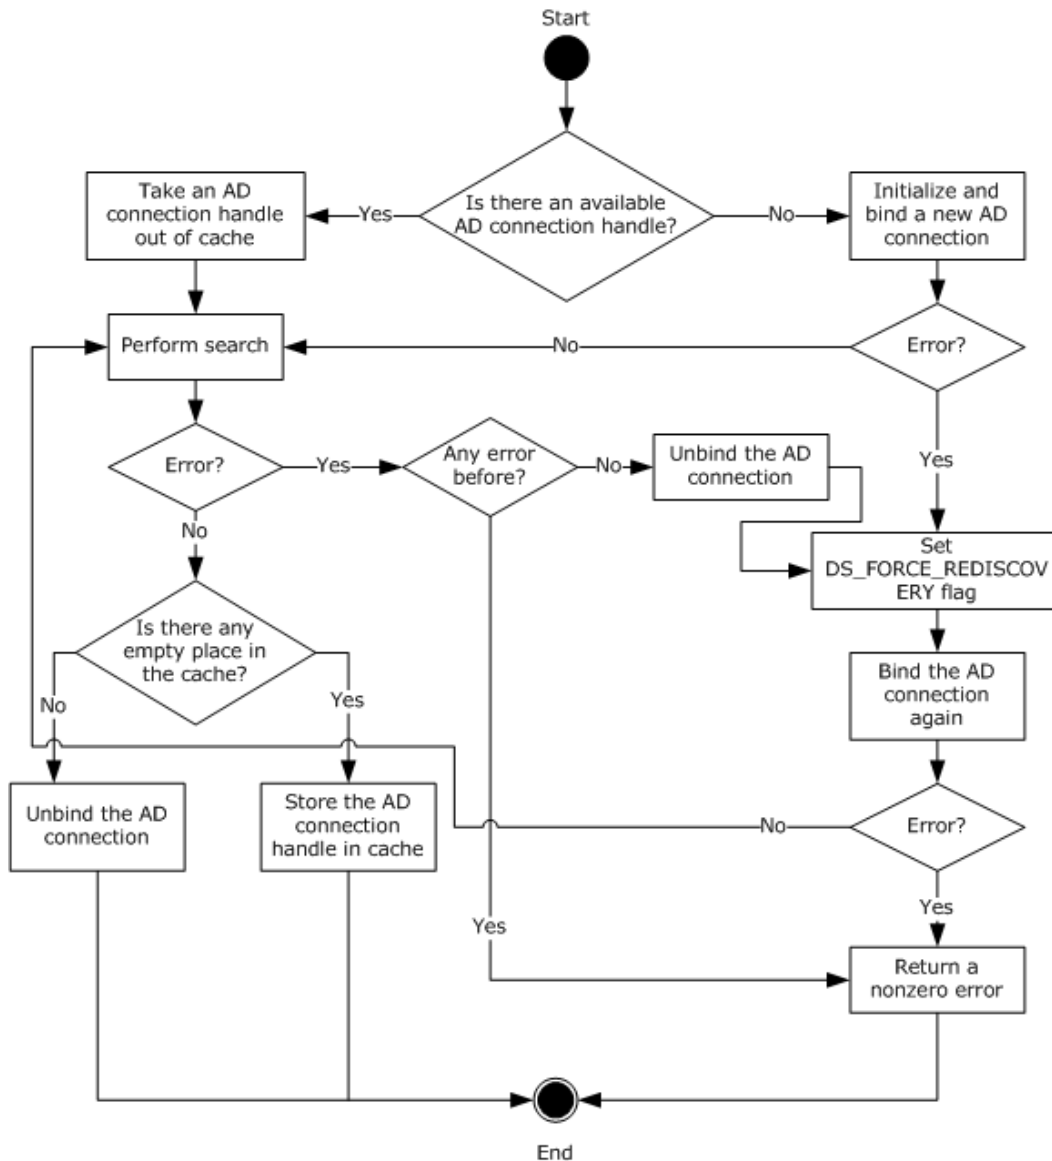 Start
Take an AD
connection handle
out of cache
Yes
Is there an available
AD connection handle?
No
Initialize and
bind a new AD
connection
Perform search
No
Error?
Error?
Yes
Any error
before?
No
Unbind the AD
connection
Yes
No
Set
DS_FORCE_REDISCOV
ERY flag
Is there any
empty place in
the cache?
No
Yes
Bind the AD
connection
again
Unbind the AD
connection
Store the AD
connection
handle in cache
No
Error?
Yes
Yes
Return a
nonzero error
End